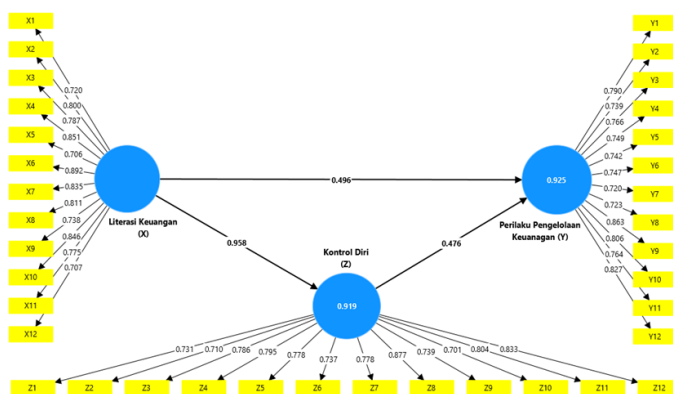 X1
X2
X3
X4
X5
X6
X7
X8
X9
X10
X11
X12
0.720
0.800
0.787
0.851
0.706
0.892
0.835
0.811
0.738
0.846
0.775
0.707
Literasi Keuangan
(X)
0.496
0.958
0.476
Kontrol Diri
(Z)
0.919
0.925
Perilaku Pengelolaan
Keuanagan (Y)
0.790
0.739
0.766
0.749
0.742
0.747
0.720
0.723
0.863
0.806
0.764
0.827
Y1
Y2
Y3
Y4
Y5
Y6
Y7
Y8
Y9
Y10
Y11
Y12
0.731
0.710
0.786
0.795
0.778
0.737
0.778
0.877
0.739
0.701
0.804
0.833
Z1
Z2
Z3
Z4
Z5
Z6
Z7
Z8
Z9
Z10
Z11
Z12